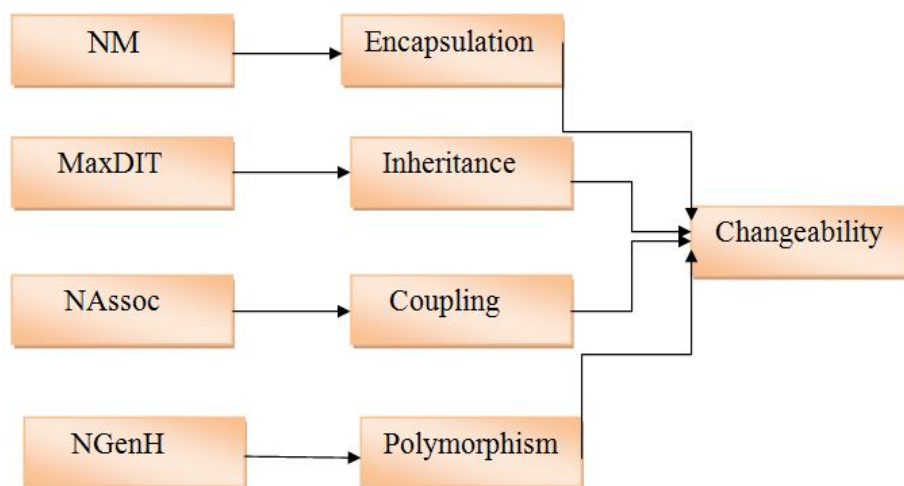 NM
Encapsulation
MaxDIT
Inheritance
Changeability
NAssoc
Coupling
NGenH
Polymorphism